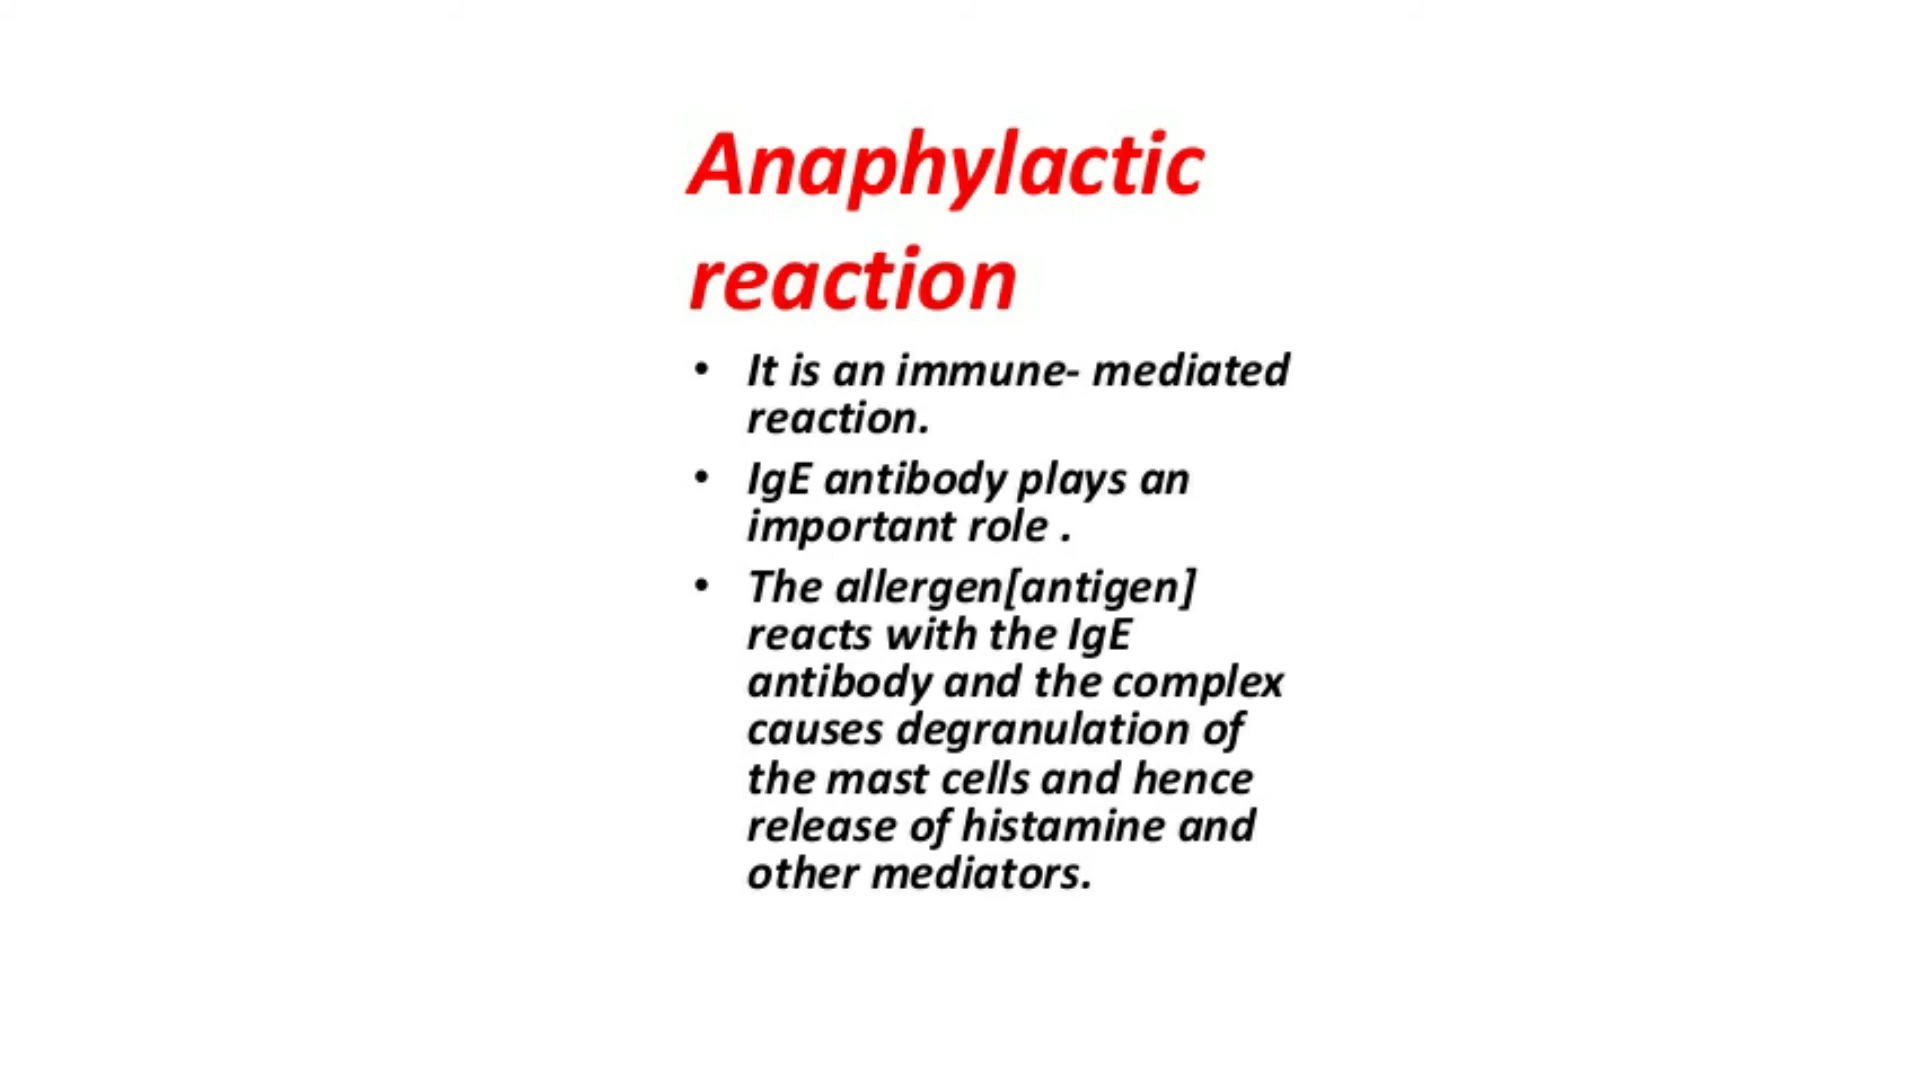 Anaphylactic
reaction
• It is an immune- mediated
reaction.
• IgE antibody plays an
important role .
• The allergen[antigen]
reacts with the IgE
antibody and the complex
causes degranulation of
the mast cells and hence
release of histamine and
other mediators.